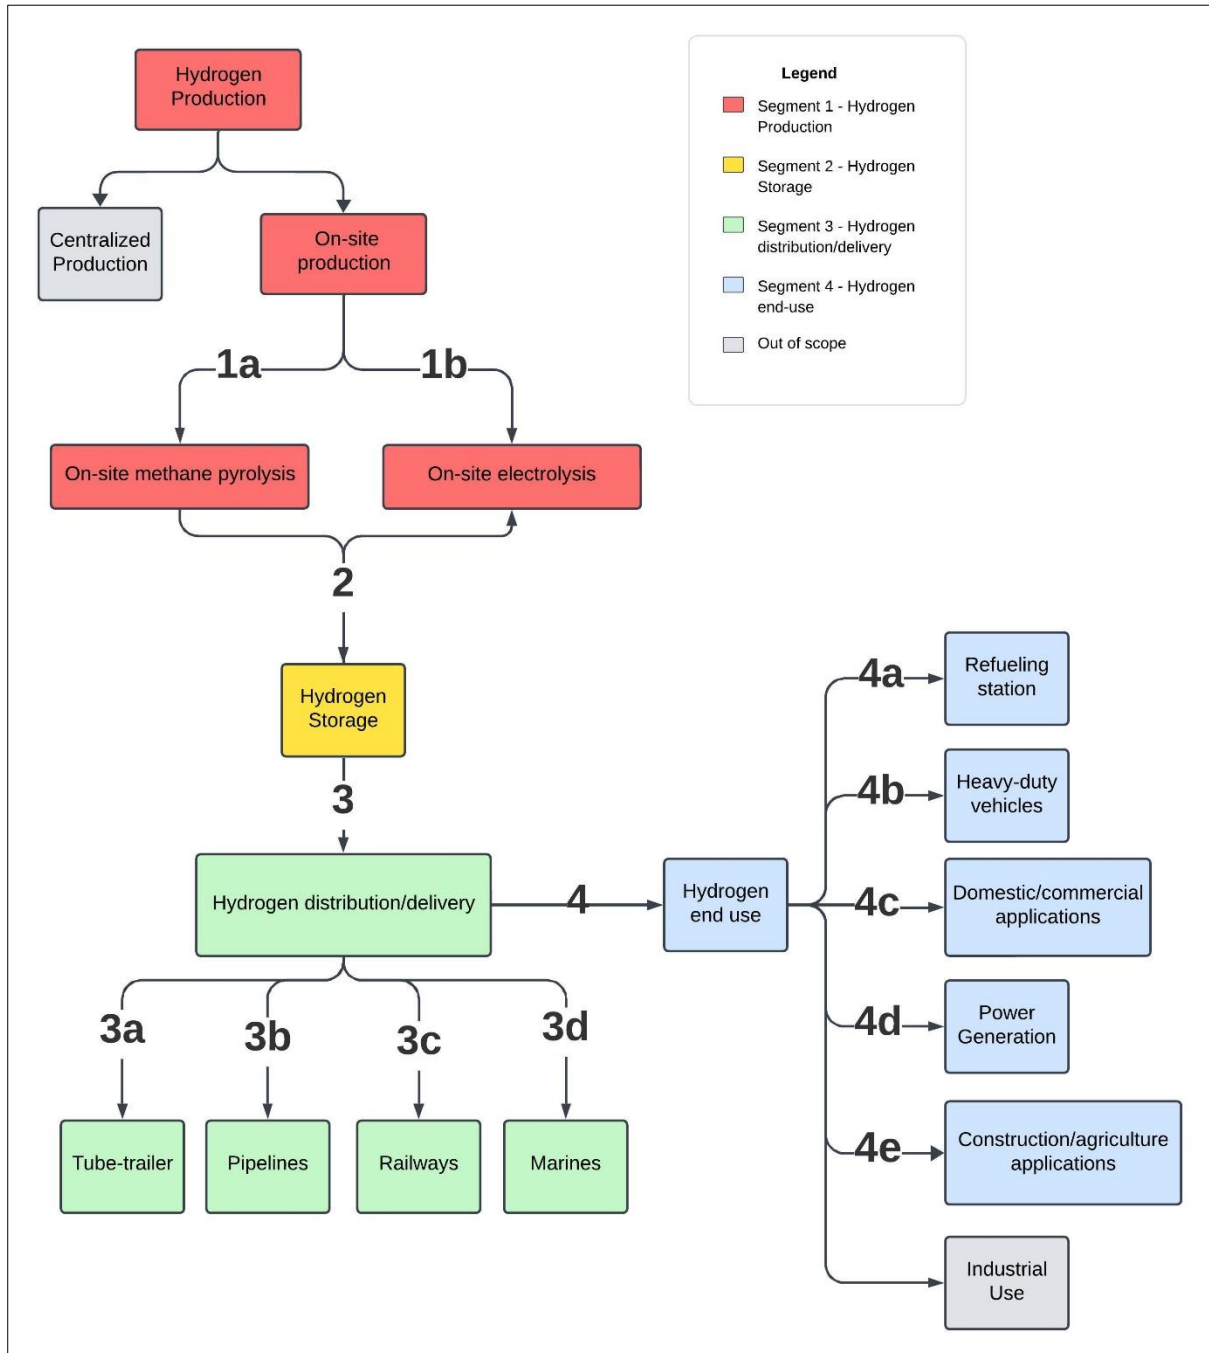 Hydrogen
Production
Centralized
Production
On-site
production
1a
1b
On-site methane pyrolysis
On-site electrolysis
2
Hydrogen
Storage
3
Hydrogen distribution/delivery
3a
3b
3c
3d
Tube-trailer
Pipelines
Railways
Marines
4
Hydrogen
end use
4a
Refueling
station
4b
Heavy-duty
vehicles
4c
Domestic/commercial
applications
4d
Power
Generation
4e
Construction/agriculture
applications
Industrial
Use
Legend
Segment 1 - Hydrogen
Production
Segment 2 - Hydrogen
Storage
Segment 3 - Hydrogen
distribution/delivery
Segment 4 - Hydrogen
end-use
Out of scope